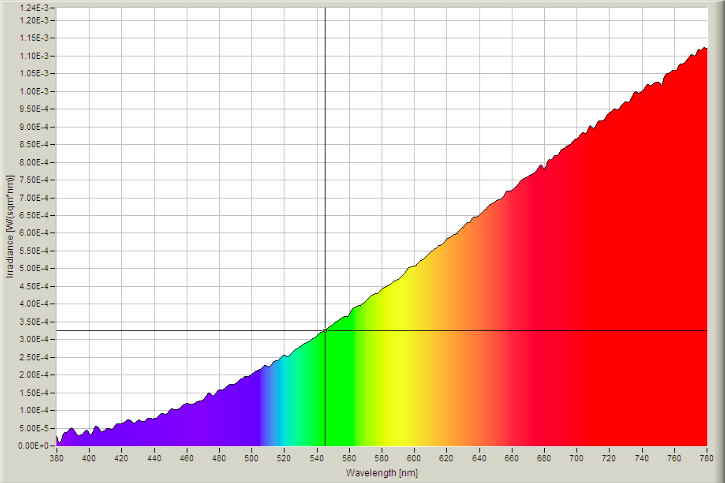 1.24E-3
1.20E-3
1.15E-3
1.10E-3
1.05E-3
1.00E-3
9.50E-4
9.00E-4
8.50E-4
8.00E-4
7.50E-4
7.00E-4
6.50E-4
6.00E-4
5.50E-4
5.00E-4
4.50E-4
4.00E-4
3.50E-4
3.00E-4
2.50E-4
2.00E-4
1.50E-4
1.00E-4
5.00E-5
0.00E+0
Irradiance [W/(sqm*nm)]
380 400 420 440 460 480 500 520 540 560 580 600 620 640 660 680 700 720 740 760 780
Wavelength [nm]